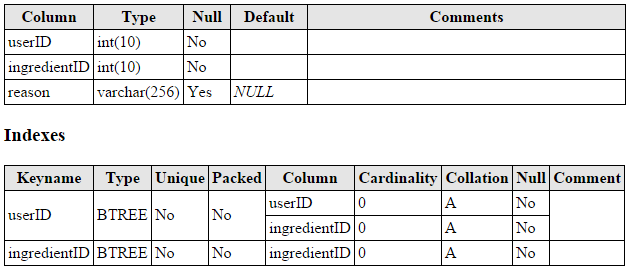 Column Type Null Default Comments
userID int(10) No
ingredientID int(10) No
reason varchar(256) Yes NULL
Indexes
Keyname Type Unique Packed Column Cardinality Collation Null Comment
userID BTREE No No userID 0 A No
ingredientID 0 A No
ingredientID BTREE No No ingredientID 0 A No